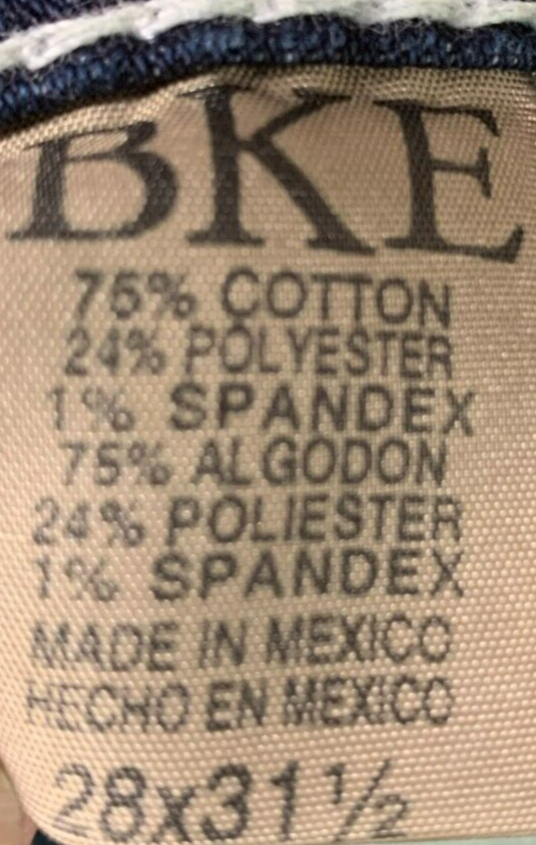 BKE
75% COTTON
24% POLYESTER
1% SPANDEX
75% ALGODON
24% POLIESTER
1% SPANDEX
MADE IN MEXICO
HECHO EN MEXICO
28x31½